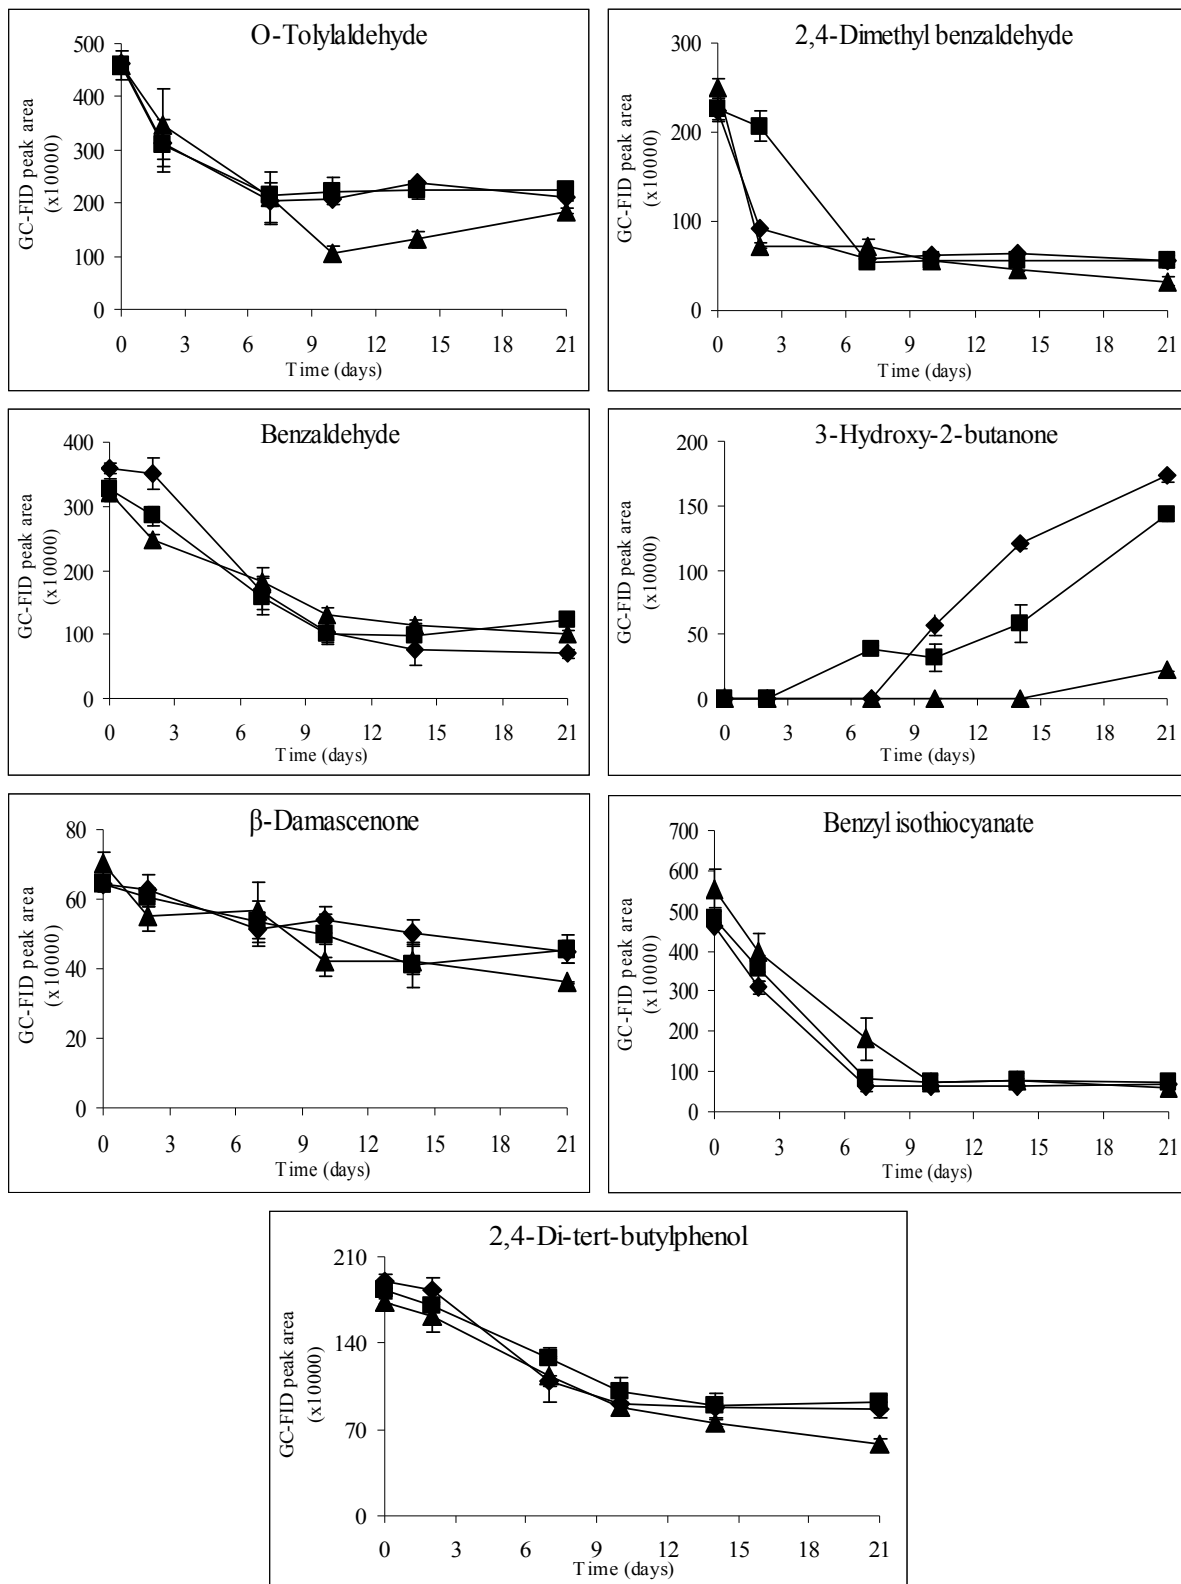 O-Tolylaldehyde
GC-FID peak area
(x10000)
500
400
300
200
100
0
0 3 6 9 12 15 18 21
Time (days)
2,4-Dimethyl benzaldehyde
GC-FID peak area
(x10000)
300
200
100
0
0 3 6 9 12 15 18 21
Time (days)
Benzaldehyde
GC-FID peak area
(x10000)
400
300
200
100
0
0 3 6 9 12 15 18 21
Time (days)
3-Hydroxy-2-butanone
GC-FID peak area
(x10000)
200
150
100
50
0
0 3 6 9 12 15 18 21
Time (days)
β-Damascenone
GC-FID peak area
(x10000)
80
60
40
20
0
0 3 6 9 12 15 18 21
Time (days)
Benzyl isothiocyanate
GC-FID peak area
(x10000)
700
600
500
400
300
200
100
0
0 3 6 9 12 15 18 21
Time (days)
2,4-Di-tert-butylphenol
GC-FID peak area
(x10000)
210
140
70
0
0 3 6 9 12 15 18 21
Time (days)